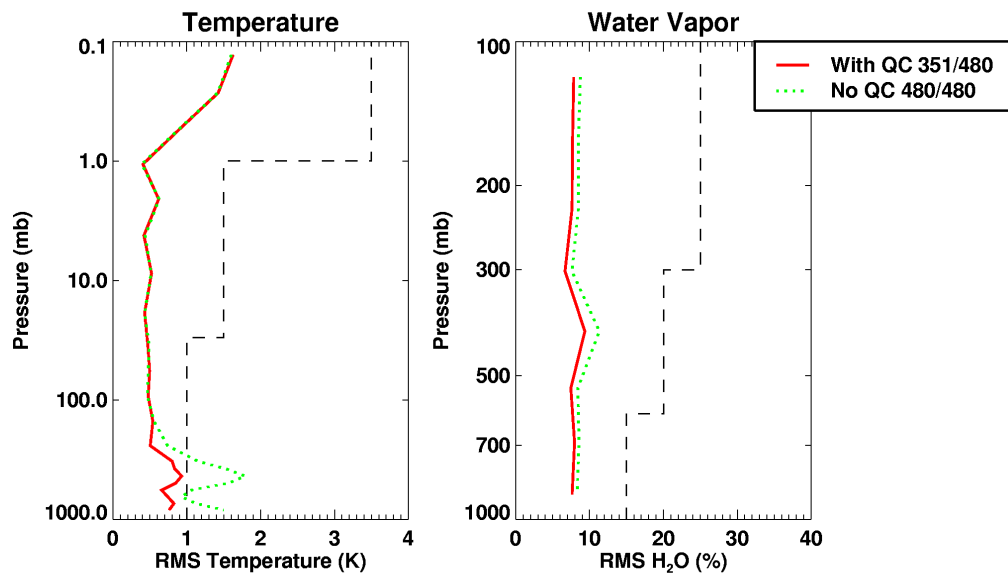 Temperature
0.1
1.0
10.0
100.0
1000.0
Pressure (mb)
0 1 2 3 4
RMS Temperature (K)
Water Vapor
100
200
300
500
700
1000
Pressure (mb)
0 10 20 30 40
RMS H₂O (%)
With QC 351/480
No QC 480/480